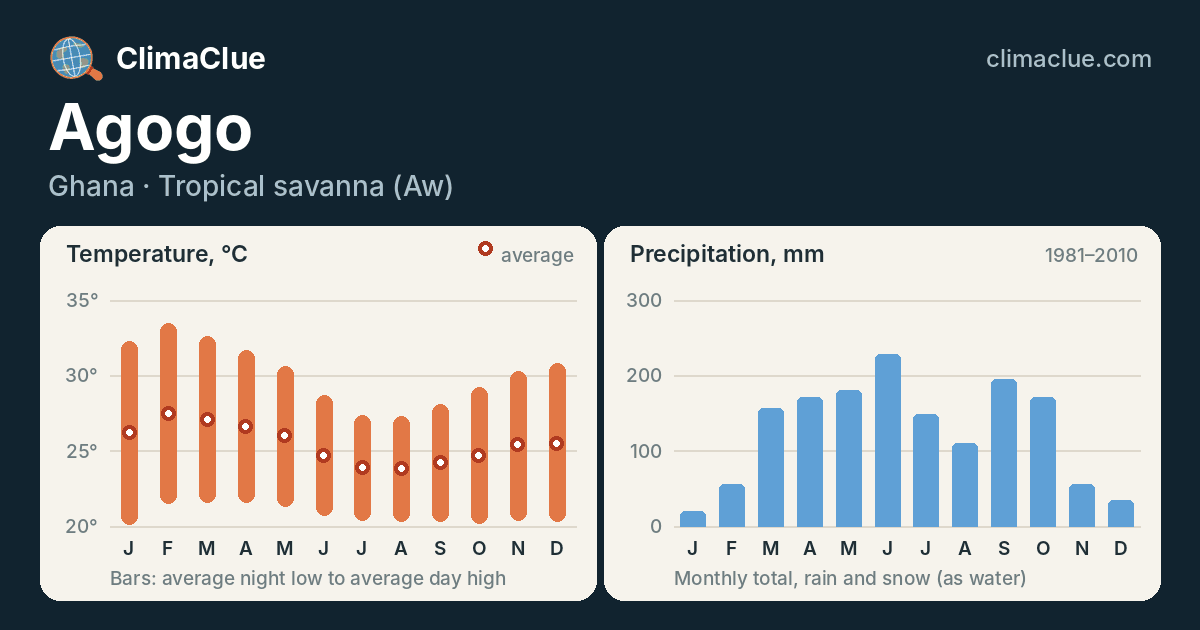 ClimaClue
climaclue.com
Agogo
Ghana · Tropical savanna (Aw)
Temperature, °C
average
35°
30°
25°
20°
J F M A M J J A S O N D
Bars: average night low to average day high
Precipitation, mm
1981–2010
300
200
100
0
J F M A M J J A S O N D
Monthly total, rain and snow (as water)